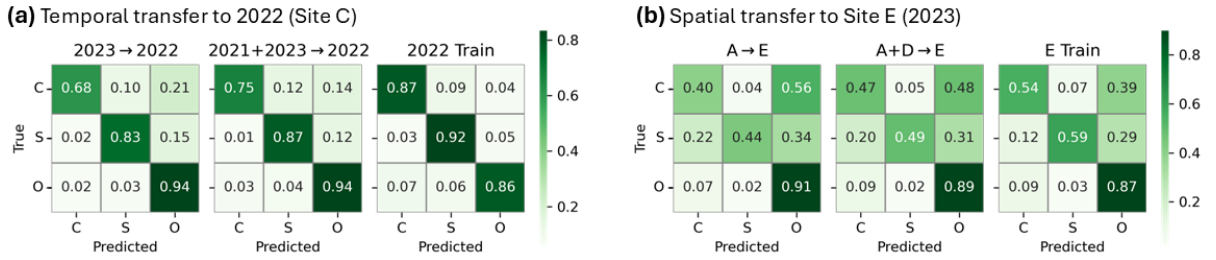 (a) Temporal transfer to 2022 (Site C)
2023→2022 2021+2023→2022 2022 Train
True
C 0.68 0.10 0.21 0.75 0.12 0.14 0.87 0.09 0.04
S 0.02 0.83 0.15 0.01 0.87 0.12 0.03 0.92 0.05
O 0.02 0.03 0.94 0.03 0.04 0.94 0.07 0.06 0.86
C S O C S O C S O
Predicted Predicted Predicted
0.8
0.6
0.4
0.2
(b) Spatial transfer to Site E (2023)
A→E A+D→E E Train
True
C 0.40 0.04 0.56 0.47 0.05 0.48 0.54 0.07 0.39
S 0.22 0.44 0.34 0.20 0.49 0.31 0.12 0.59 0.29
O 0.07 0.02 0.91 0.09 0.02 0.89 0.09 0.03 0.87
C S O C S O C S O
Predicted Predicted Predicted
0.8
0.6
0.4
0.2